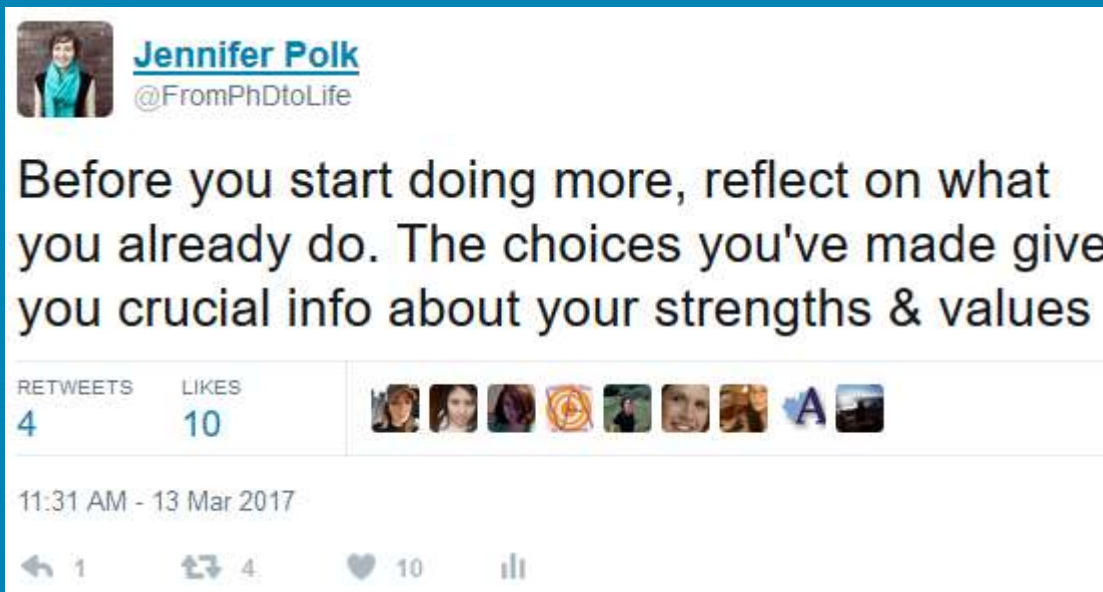 Jennifer Polk
@FromPhDtoLife
Before you start doing more, reflect on what
you already do. The choices you've made give
you crucial info about your strengths & values
RETWEETS LIKES
4 10
A
11:31 AM - 13 Mar 2017
1 4 10